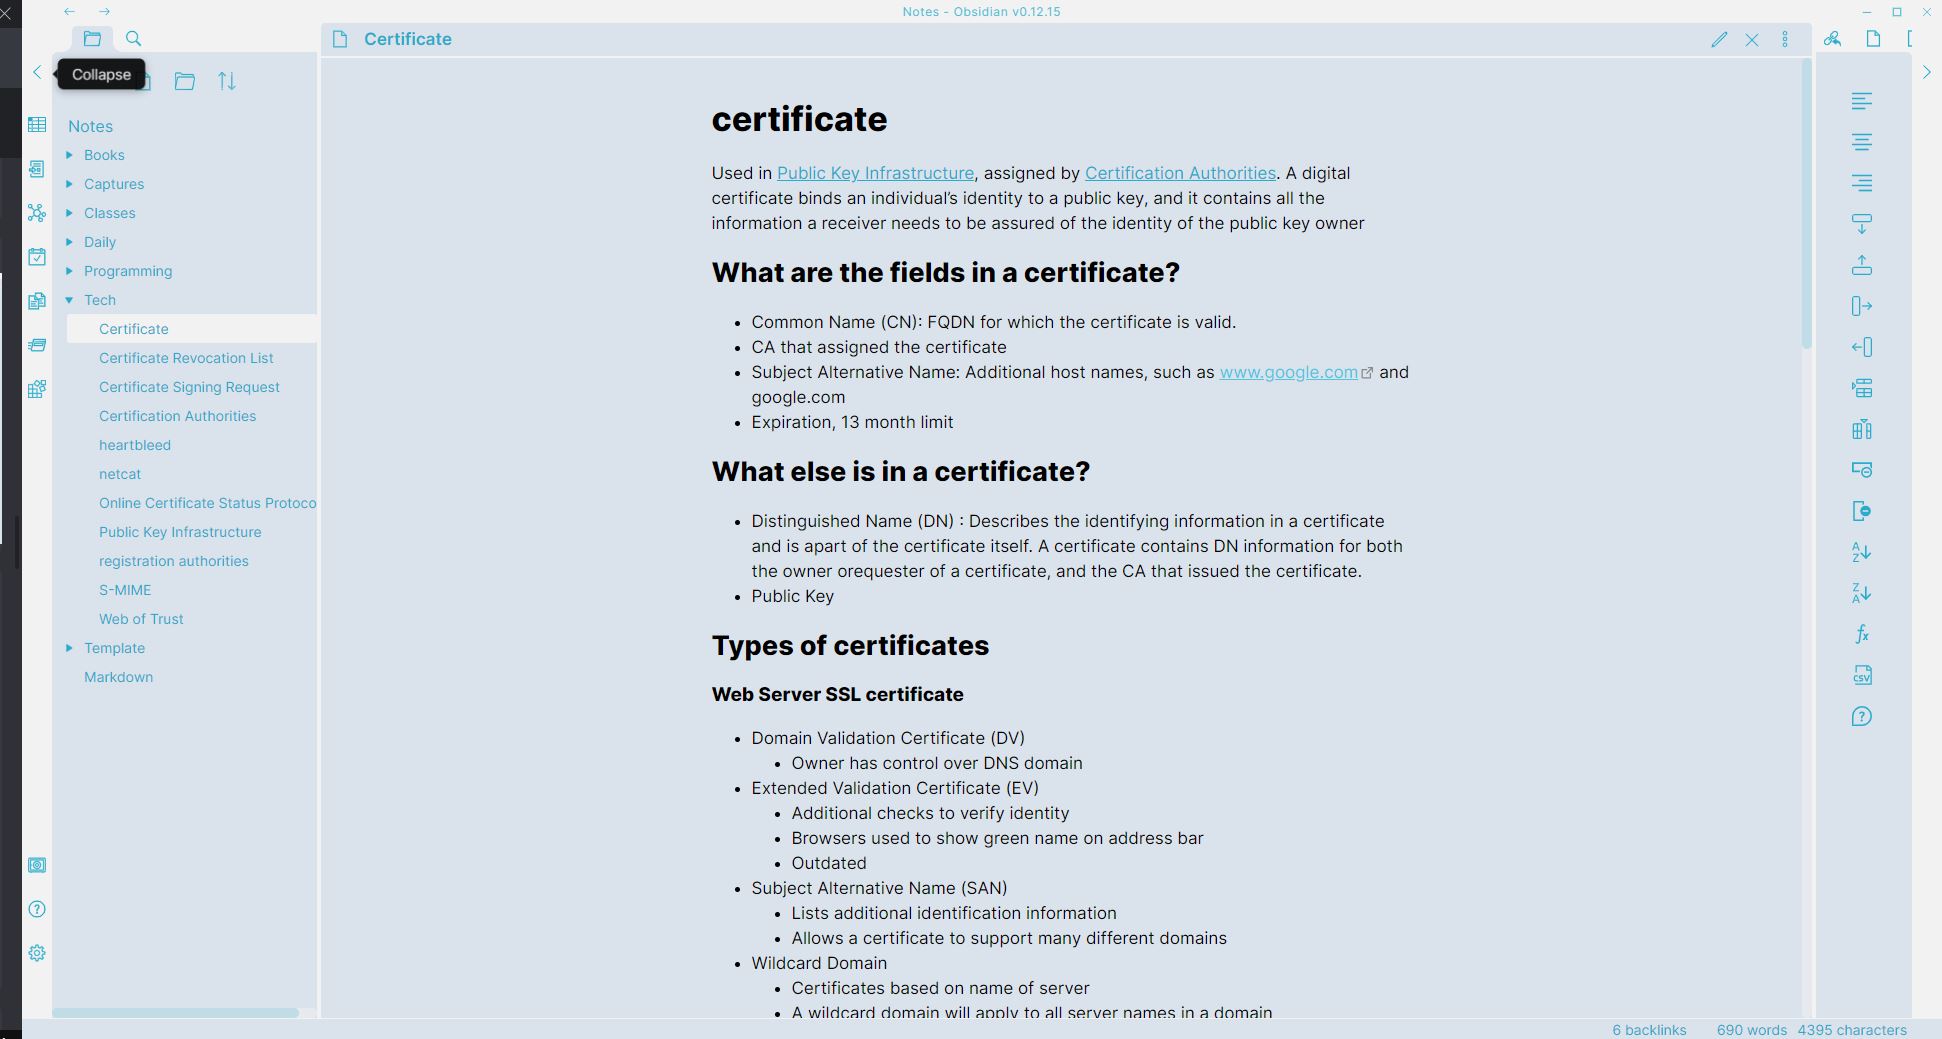 Notes - Obsidian v0.12.15
Certificate
Collapse
Notes
Books
Captures
Classes
Daily
Programming
Tech
Certificate
Certificate Revocation List
Certificate Signing Request
Certification Authorities
heartbleed
netcat
Online Certificate Status Protoco
Public Key Infrastructure
registration authorities
S-MIME
Web of Trust
Template
Markdown
certificate
Used in Public Key Infrastructure, assigned by Certification Authorities. A digital
certificate binds an individual’s identity to a public key, and it contains all the
information a receiver needs to be assured of the identity of the public key owner
What are the fields in a certificate?
• Common Name (CN): FQDN for which the certificate is valid.
• CA that assigned the certificate
• Subject Alternative Name: Additional host names, such as www.google.com and
google.com
• Expiration, 13 month limit
What else is in a certificate?
• Distinguished Name (DN) : Describes the identifying information in a certificate
and is apart of the certificate itself. A certificate contains DN information for both
the owner orequester of a certificate, and the CA that issued the certificate.
• Public Key
Types of certificates
Web Server SSL certificate
• Domain Validation Certificate (DV)
• Owner has control over DNS domain
• Extended Validation Certificate (EV)
• Additional checks to verify identity
• Browsers used to show green name on address bar
• Outdated
• Subject Alternative Name (SAN)
• Lists additional identification information
• Allows a certificate to support many different domains
• Wildcard Domain
• Certificates based on name of server
• A wildcard domain will apply to all server names in a domain
A
Z
Z
A
fx
CSV
6 backlinks 690 words 4395 characters